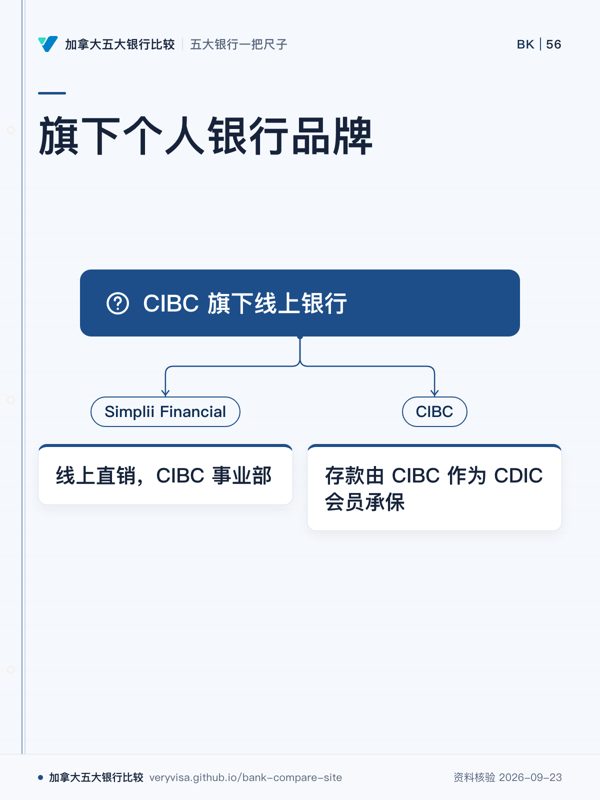 加拿大五大银行比较 五大银行一把尺子
BK | 56
旗下个人银行品牌
CIBC 旗下线上银行
Simplii Financial
CIBC
线上直销，CIBC 事业部
存款由 CIBC 作为 CDIC
会员承保
加拿大五大银行比较 veryvisa.github.io/bank-compare-site
资料核验 2026-09-23